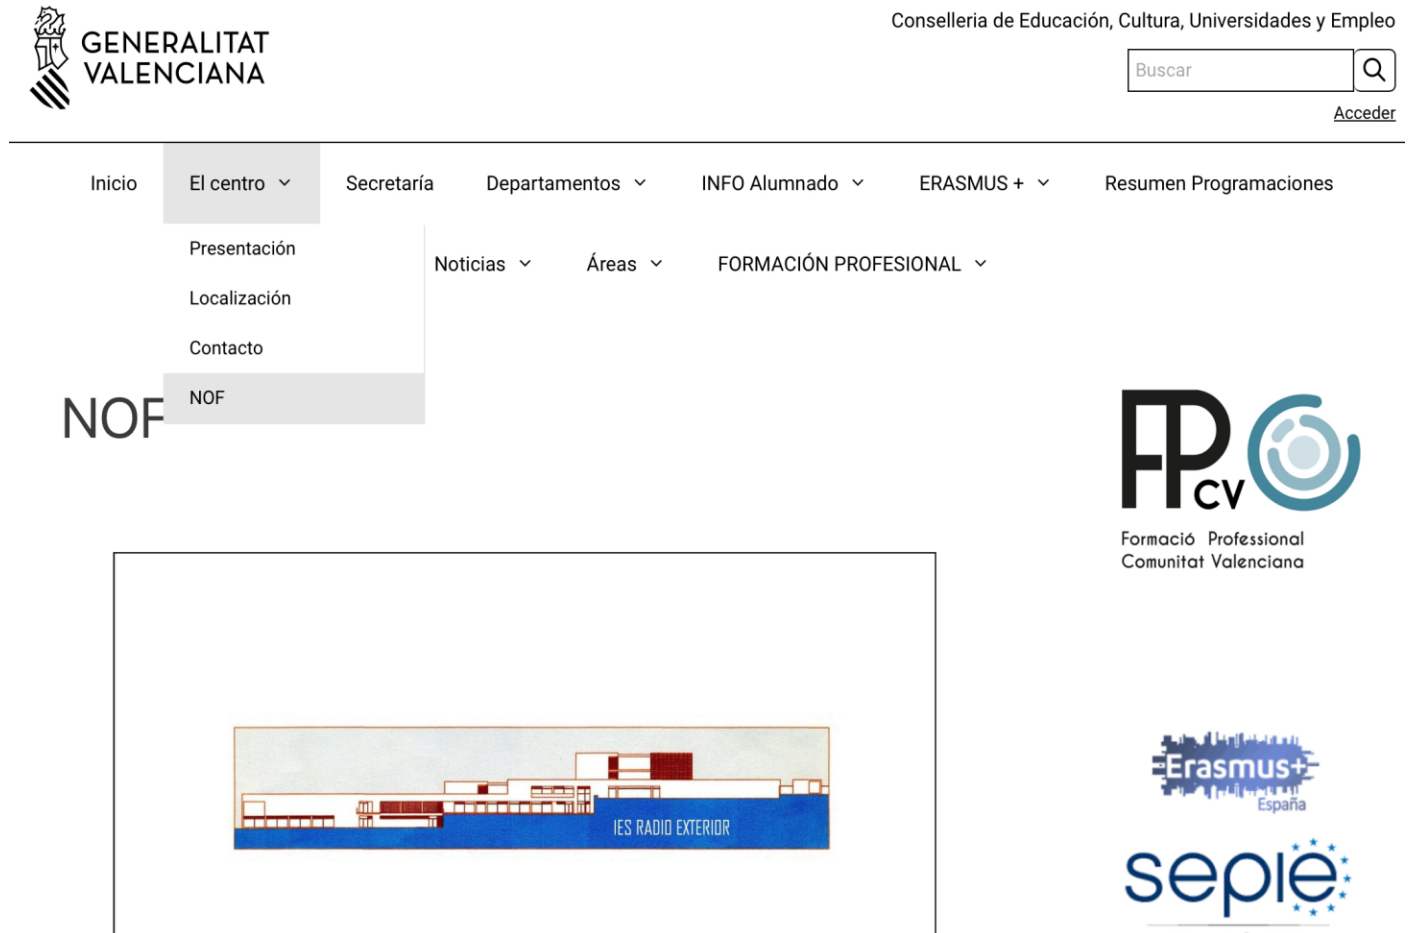 GENERALITAT
VALENCIANA
Conselleria de Educación, Cultura, Universidades y Empleo
Buscar
Acceder
Inicio El centro Secretaría Departamentos INFO Alumnado ERASMUS + Resumen Programaciones
Noticias Áreas FORMACIÓN PROFESIONAL
Presentación
Localización
Contacto
NOF
NOF
FP
CV
Formació Professional
Comunitat Valenciana
IES RADIO EXTERIOR
Erasmus+
España
sepie